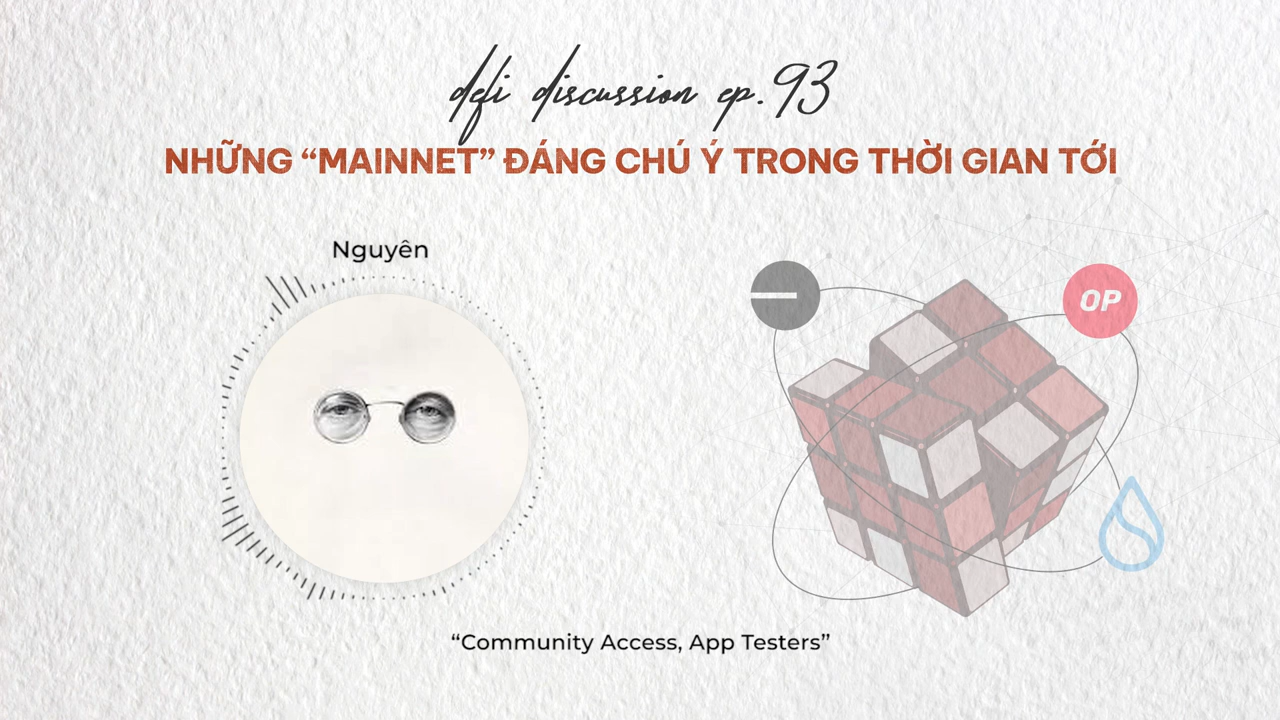 defi discussion ep.93
NHỮNG “MAINNET” ĐÁNG CHÚ Ý TRONG THỜI GIAN TỚI
Nguyên
OP
“Community Access, App Testers”